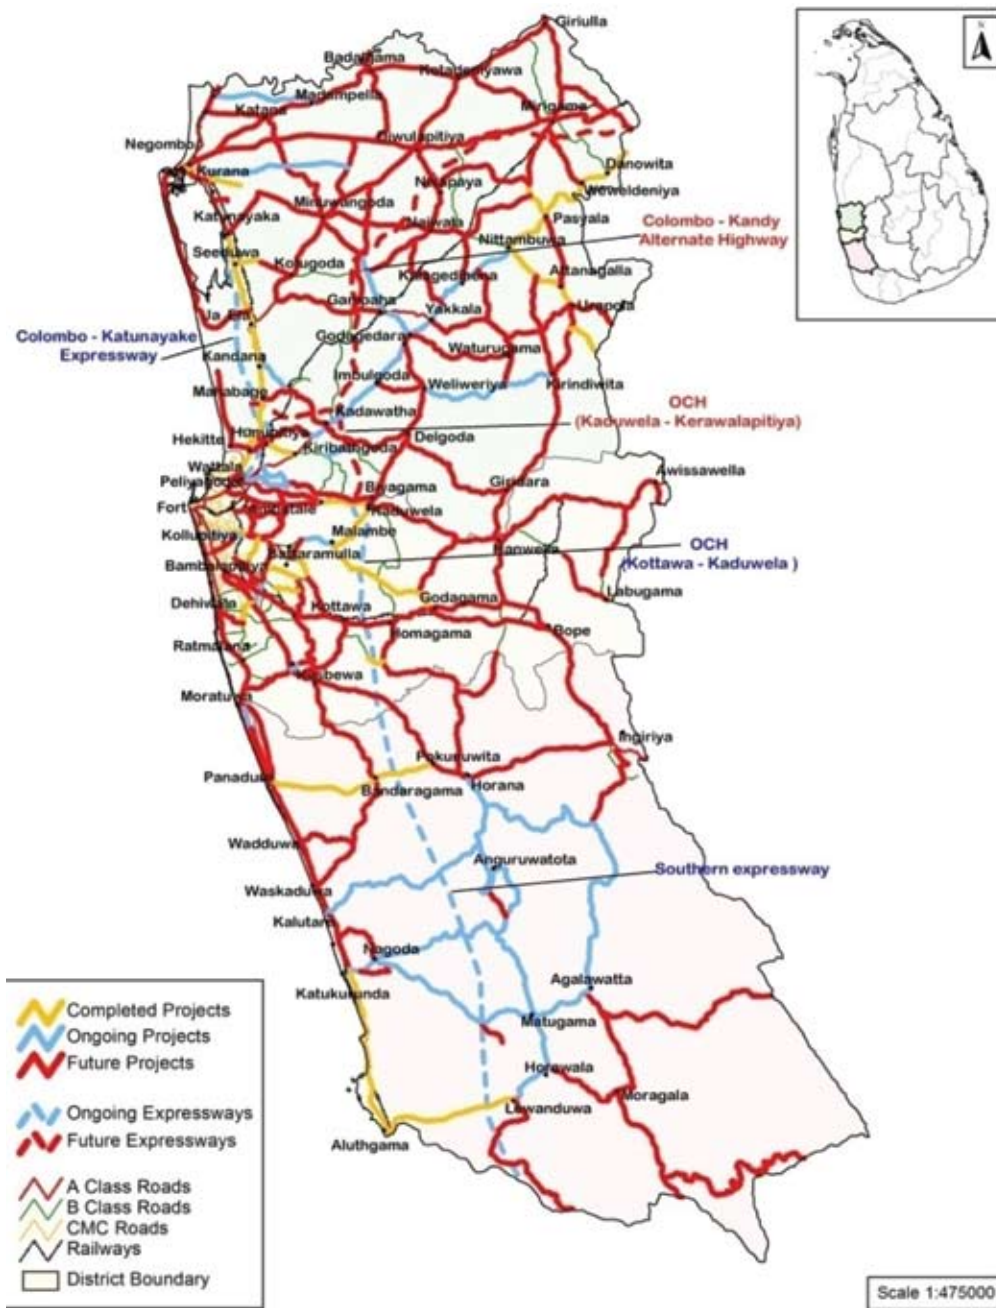 N
Giriulla
Badalgama
Kotadeniyawa
Madampella
Katana
Mirigama
Divulapitiya
Negombo
Kurana
Danowita
Weweldeniya
Minuwangoda
Katunayaka
Pasyala
Nittambuwa
Seeduwa
Kotugoda
Colombo - Kandy
Alternate Highway
Attanagalla
Gampaha
Yakkala
Urapola
Ja-Ela
Colombo - Katunayake
Expressway
Waturugama
Kandana
Imbulgoda
Weliweriya
Kirindiwita
Mahabage
Kadawatha
OCH
(Kaduwela - Kerawalapitiya)
Hekitte
Hunupitiya
Delgoda
Kiribathgoda
Wattala
Awissawella
Peliyagoda
Giridara
Biyagama
Fort
Kaduwela
Kollupitiya
Malambe
Hanwella
OCH
(Kottawa - Kaduwela )
Battaramulla
Bambalapitiya
Labugama
Dehiwala
Kottawa
Godagama
Homagama
Bope
Ratmalana
Moratuwa
Ingiriya
Pokunuwita
Panadura
Horana
Bandaragama
Wadduwa
Anguruwatota
Southern expressway
Waskaduwa
Kalutara
Nagoda
Agalawatta
Katukurunda
Matugama
Horawala
Moragala
Lewanduwa
Aluthgama
Completed Projects
Ongoing Projects
Future Projects
Ongoing Expressways
Future Expressways
A Class Roads
B Class Roads
CMC Roads
Railways
District Boundary
Scale 1:475000